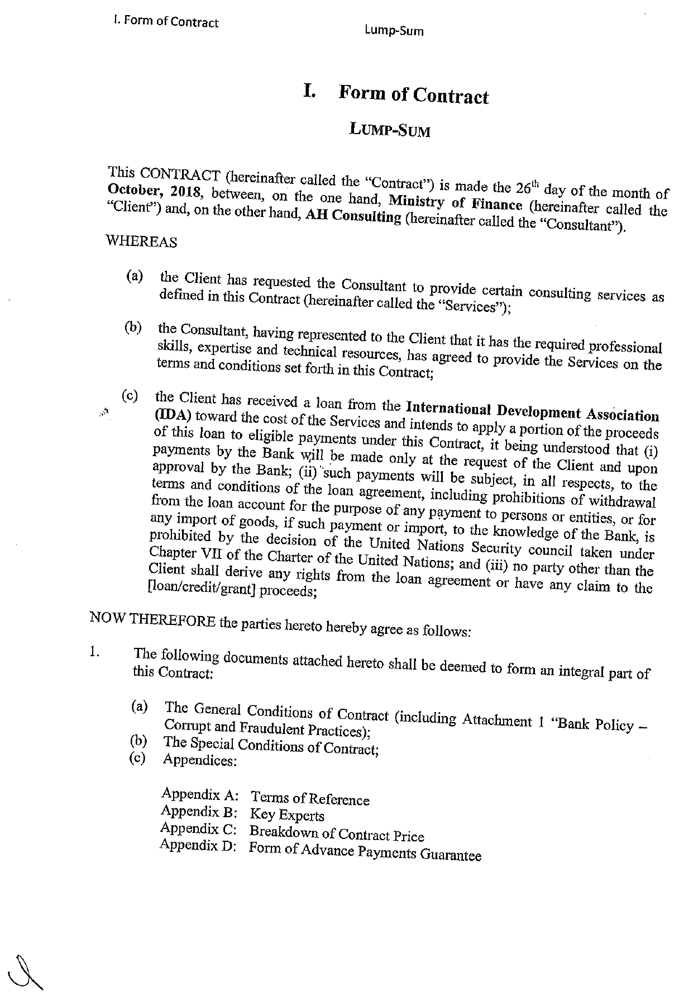 I. Form of Contract
Lump-Sum
I. Form of Contract
LUMP-SUM
This CONTRACT (hereinafter called the “Contract”) is made the 26th day of the month of
October, 2018, between, on the one hand, Ministry of Finance (hereinafter called the
“Client”) and, on the other hand, AH Consulting (hereinafter called the “Consultant”).
WHEREAS
(a) the Client has requested the Consultant to provide certain consulting services as
defined in this Contract (hereinafter called the “Services”);
(b) the Consultant, having represented to the Client that it has the required professional
skills, expertise and technical resources, has agreed to provide the Services on the
terms and conditions set forth in this Contract;
(c) the Client has received a loan from the International Development Association
(IDA) toward the cost of the Services and intends to apply a portion of the proceeds
of this loan to eligible payments under this Contract, it being understood that (i)
payments by the Bank will be made only at the request of the Client and upon
approval by the Bank; (ii) such payments will be subject, in all respects, to the
terms and conditions of the loan agreement, including prohibitions of withdrawal
from the loan account for the purpose of any payment to persons or entities, or for
any import of goods, if such payment or import, to the knowledge of the Bank, is
prohibited by the decision of the United Nations Security council taken under
Chapter VII of the Charter of the United Nations; and (iii) no party other than the
Client shall derive any rights from the loan agreement or have any claim to the
[loan/credit/grant] proceeds;
NOW THEREFORE the parties hereto hereby agree as follows:
1. The following documents attached hereto shall be deemed to form an integral part of
this Contract:
(a) The General Conditions of Contract (including Attachment 1 “Bank Policy –
Corrupt and Fraudulent Practices);
(b) The Special Conditions of Contract;
(c) Appendices:
Appendix A: Terms of Reference
Appendix B: Key Experts
Appendix C: Breakdown of Contract Price
Appendix D: Form of Advance Payments Guarantee